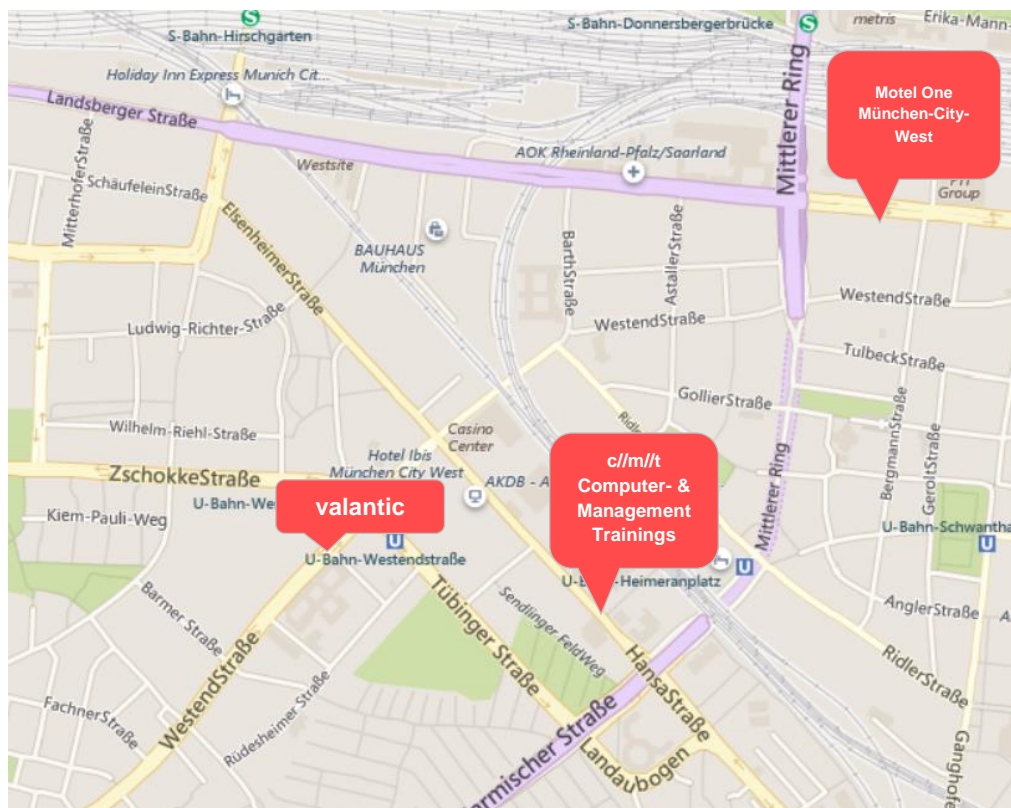 S-Bahn-Hirschgarten
S-Bahn-Donnersbergerbrücke
metris
Erika-Mann-
Holiday Inn Express Munich Cit...
Landsberger Straße
Mittlerer Ring
Motel One
München-City-
West
AOK Rheinland-Pfalz/Saarland
Westsite
MitterhoferStraße
SchäufeleinStraße
ElsenheimerStraße
Group
BAUHAUS
München
BarthStraße
AstallerStraße
WestendStraße
WestendStraße
Ludwig-Richter-Straße
TulbeckStraße
GollierStraße
Wilhelm-Riehl-Straße
Casino
Center
BergmannStraße
GeroltStraße
Hotel Ibis
München City West
ZschokkeStraße
AKDB - A
c//m//t
Computer- &
Management
Trainings
Mittlerer Ring
valantic
Kiem-Pauli-Weg
U-Bahn-Schwantha
U-Bahn-Westendstraße
U-B
-Heimeranplatz
Barmer Straße
Tübinger Straße
Sendlinger FeldWeg
AnglerStraße
RidlerStraße
HansaStraße
WestendStraße
Rüdesheimer Straße
FachnerStraße
Landaubogen
ermischer Straße
Ganghofe